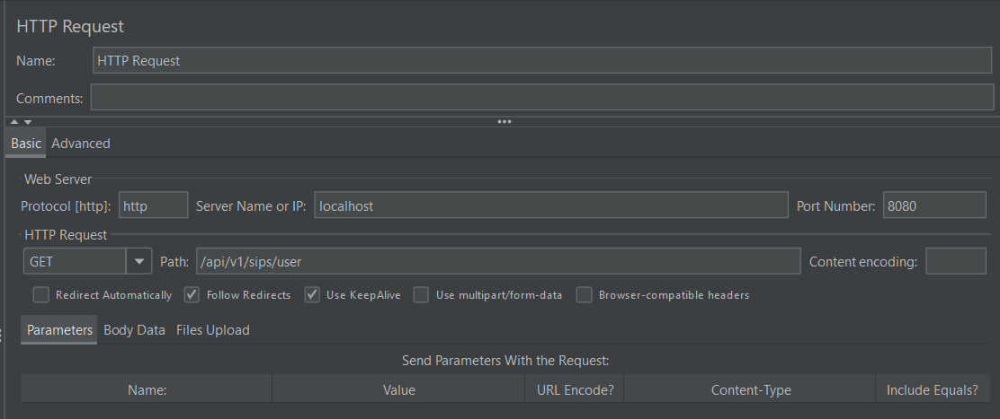 HTTP Request
Name: HTTP Request
Comments:
Basic Advanced
Web Server
Protocol [http]: http Server Name or IP: localhost Port Number: 8080
HTTP Request
GET Path: /api/v1/sips/user Content encoding:
Redirect Automatically Follow Redirects Use KeepAlive Use multipart/form-data Browser-compatible headers
Parameters Body Data Files Upload
Send Parameters With the Request:
Name: Value URL Encode? Content-Type Include Equals?